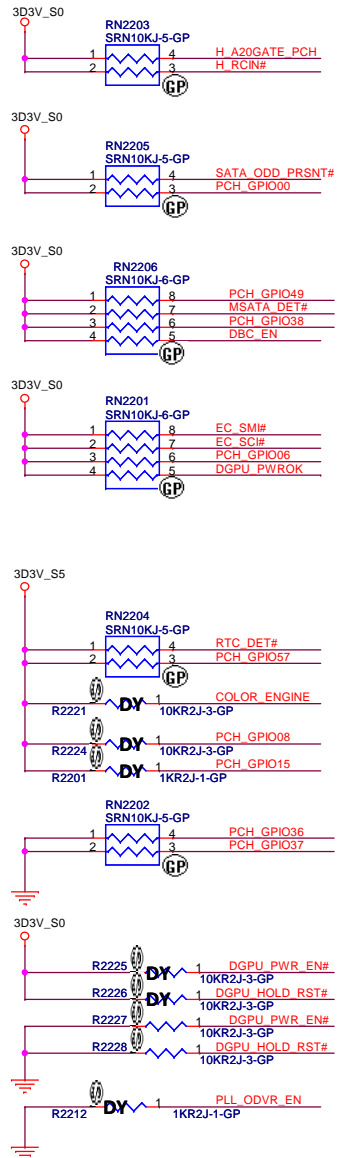 3D3V_S0
RN2203
SRN10KJ-5-GP
1 4 H_A20GATE_PCH
2 3 H_RCIN#
GP
3D3V_S0
RN2205
SRN10KJ-5-GP
1 4 SATA_ODD_PRSNT#
2 3 PCH_GPIO00
GP
3D3V_S0
RN2206
SRN10KJ-6-GP
1 8 PCH_GPIO49
2 7 MSATA_DET#
3 6 PCH_GPIO38
4 5 DBC_EN
GP
3D3V_S0
RN2201
SRN10KJ-6-GP
1 8 EC_SMI#
2 7 EC_SCI#
3 6 PCH_GPIO06
4 5 DGPU_PWROK
GP
3D3V_S5
RN2204
SRN10KJ-5-GP
1 4 RTC_DET#
2 3 PCH_GPIO57
GP
2 DY 1 COLOR_ENGINE
R2221 10KR2J-3-GP
2 DY 1 PCH_GPIO08
R2224 10KR2J-3-GP
2 DY 1 PCH_GPIO15
R2201 1KR2J-1-GP
RN2202
SRN10KJ-5-GP
1 4 PCH_GPIO36
2 3 PCH_GPIO37
GP
3D3V_S0
R2225 DY 1 DGPU_PWR_EN#
10KR2J-3-GP
R2226 DY 1 DGPU_HOLD_RST#
10KR2J-3-GP
R2227 1 DGPU_PWR_EN#
10KR2J-3-GP
R2228 1 DGPU_HOLD_RST#
10KR2J-3-GP
DY 1 PLL_ODVR_EN
R2212 1KR2J-1-GP